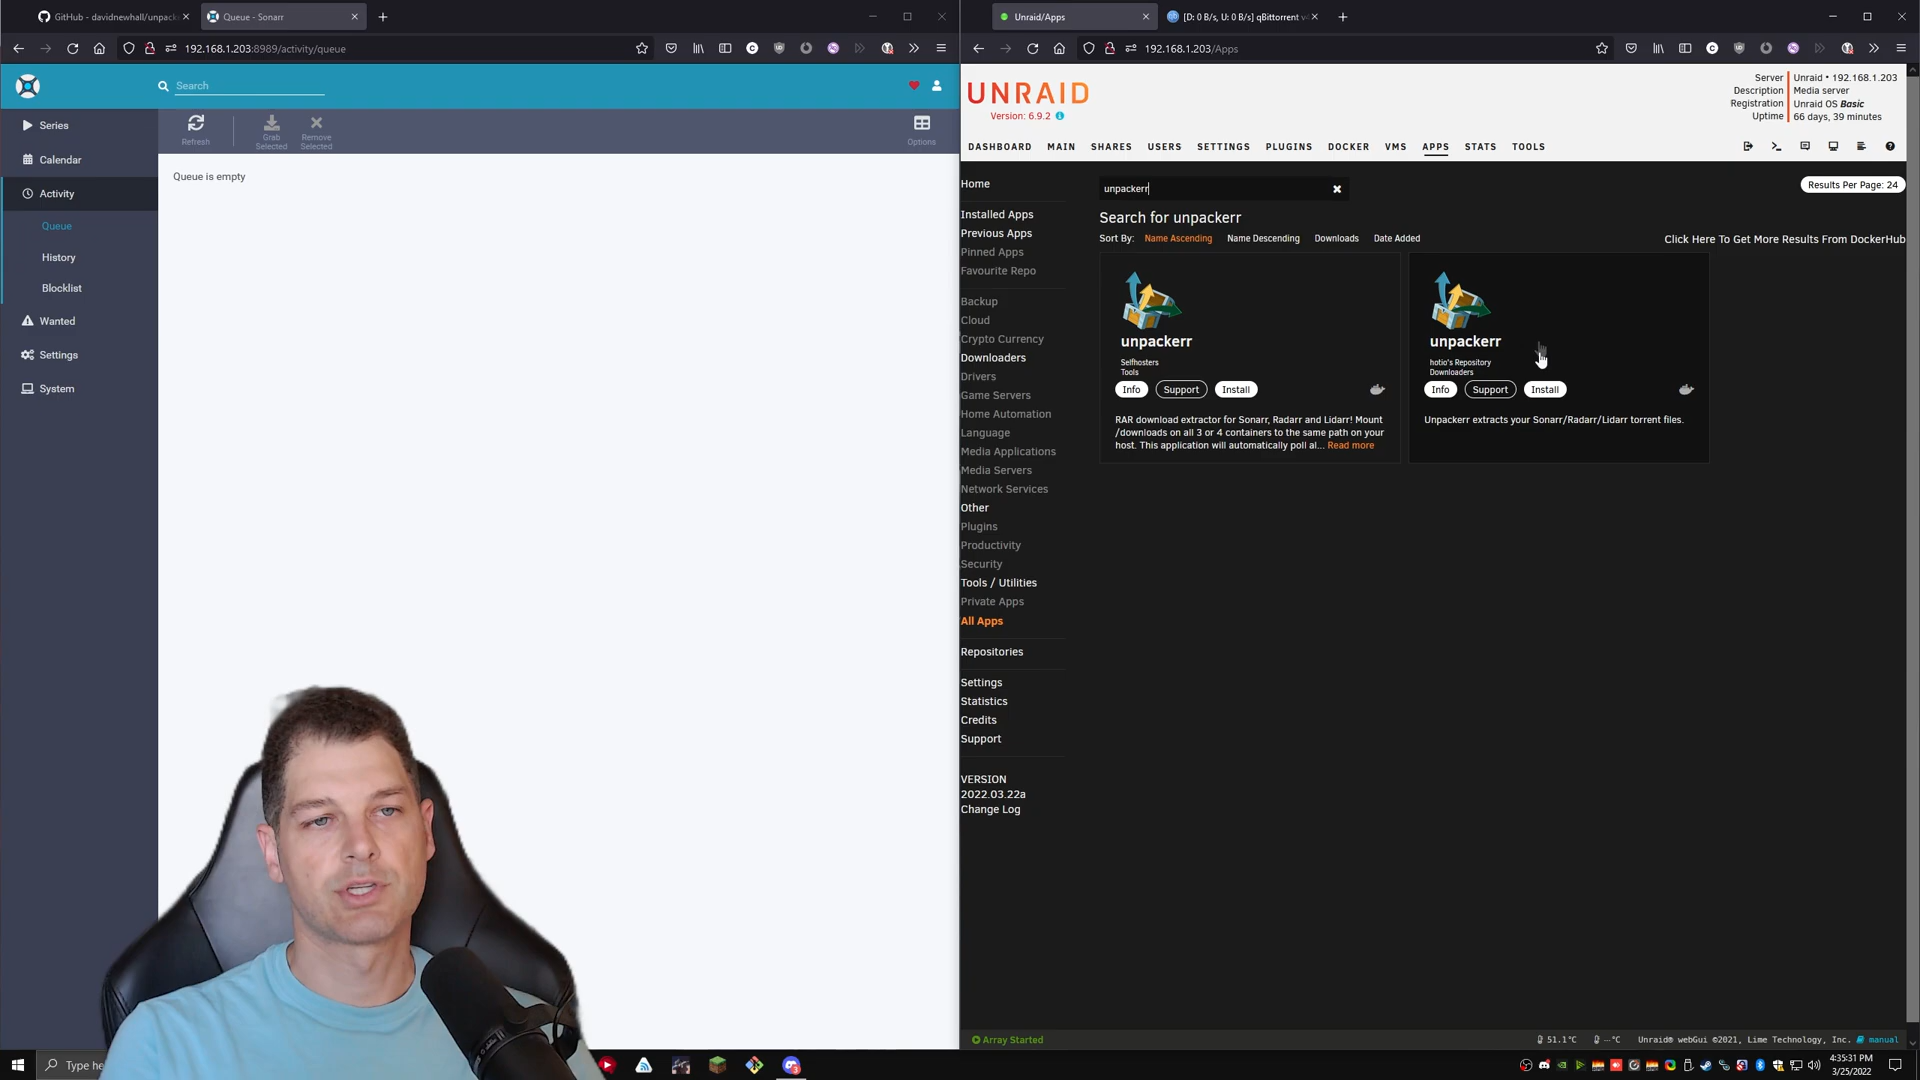 GitHub - davidnewhall/unpack
Queue - Sonarr
192.168.1.203:8989/activity/queue
Search
Series
Calendar
Activity
Queue
History
Blocklist
Wanted
Settings
System
Refresh
Grab
Selected
Remove
Selected
Options
Queue is empty
Unraid/Apps
[D: 0 B/s, U: 0 B/s] qBittorrent
192.168.1.203/Apps
UNRAID
Version: 6.9.2
Server
Description
Registration
Uptime
Unraid • 192.168.1.203
Media server
Unraid OS Basic
66 days, 39 minutes
DASHBOARD MAIN SHARES USERS SETTINGS PLUGINS DOCKER VMS APPS STATS TOOLS
Home
Installed Apps
Previous Apps
Pinned Apps
Favourite Repo
Backup
Cloud
Crypto Currency
Downloaders
Drivers
Game Servers
Home Automation
Language
Media Applications
Media Servers
Network Services
Other
Plugins
Productivity
Security
Tools / Utilities
Private Apps
All Apps
Repositories
Settings
Statistics
Credits
Support
VERSION
2022.03.22a
Change Log
unpackerr
Results Per Page: 24
Search for unpackerr
Sort By: Name Ascending Name Descending Downloads Date Added
Click Here To Get More Results From DockerHub
unpackerr
Selfhosters
Tools
Info Support Install
RAR download extractor for Sonarr, Radarr and Lidarr! Mount
/downloads on all 3 or 4 containers to the same path on your
host. This application will automatically poll al... Read more
unpackerr
hotio's Repository
Downloaders
Info Support Install
Unpackerr extracts your Sonarr/Radarr/Lidarr torrent files.
Array Started
51.1°C
--°C
Unraid® webGui ©2021, Lime Technology, Inc. manual
Type he
4:35:31 PM
3/25/2022